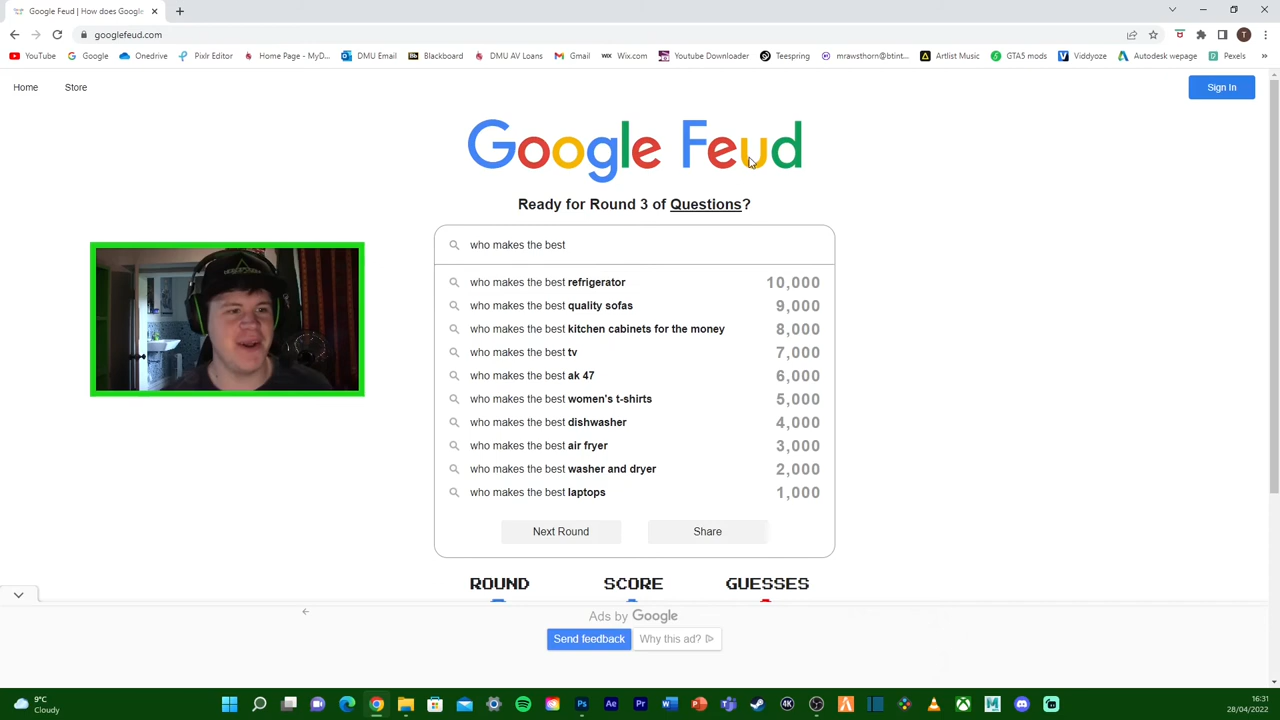 Google Feud | How does Google
googlefeud.com
YouTube Google Onedrive Pixlr Editor Home Page - MyD... DMU Email Blackboard DMU AV Loans Gmail Wix.com Youtube Downloader Teespring mrawsthorn@btint... Artlist Music GTA5 mods Viddyoze Autodesk wepage Pexels
Home Store Sign In
Google Feud
Ready for Round 3 of Questions?
who makes the best
who makes the best refrigerator 10,000
who makes the best quality sofas 9,000
who makes the best kitchen cabinets for the money 8,000
who makes the best tv 7,000
who makes the best ak 47 6,000
who makes the best women's t-shirts 5,000
who makes the best dishwasher 4,000
who makes the best air fryer 3,000
who makes the best washer and dryer 2,000
who makes the best laptops 1,000
Next Round Share
ROUND SCORE GUESSES
Ads by Google
Send feedback Why this ad?
9°C
Cloudy
16:31
28/04/2022